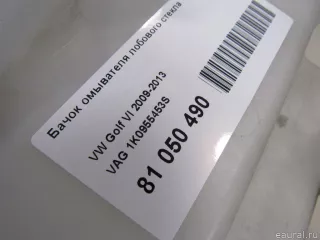 Бачок омывателя лобового стекла
VW Golf VI 2009-2013
VAG 1K0955453S
81 050 490
eaural.ru